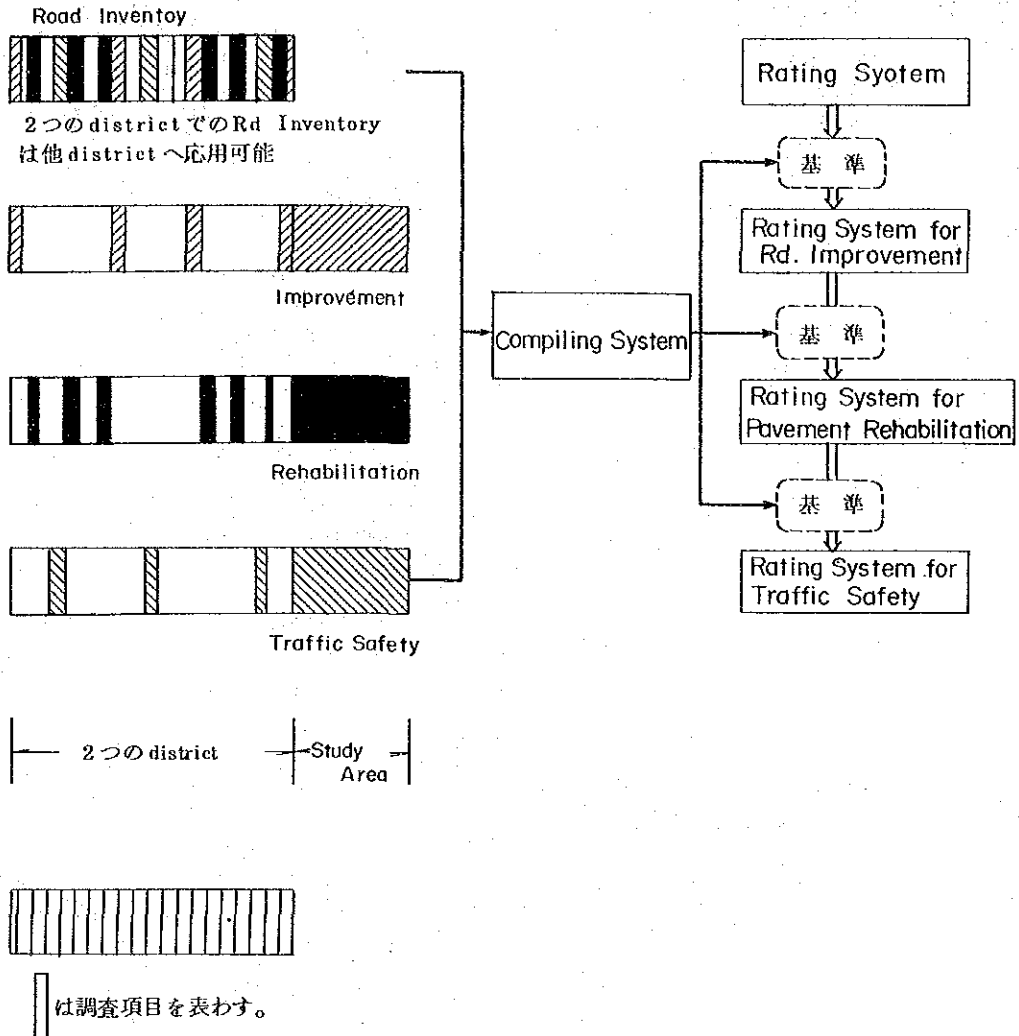 Road Inventoy
2つのdistrictでのRd Inventory
は他districtへ応用可能
Improvement
Rehabilitation
Traffic Safety
2つのdistrict
Study
Area
は調査項目を表わす。
Compiling System
Rating Syotem
基準
Rating System for
Rd. Improvement
基準
Rating System for
Pavement Rehabilitation
基準
Rating System for
Traffic Safety